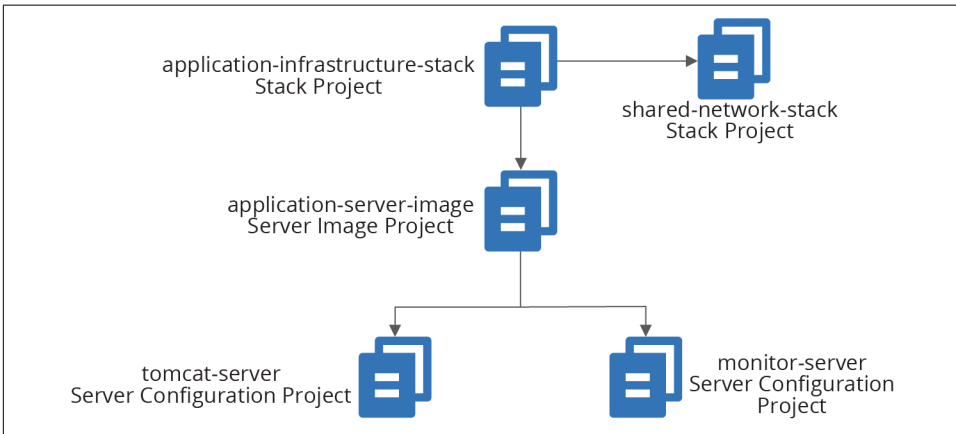 application-infrastructure-stack
Stack Project
shared-network-stack
Stack Project
application-server-image
Server Image Project
tomcat-server
Server Configuration Project
monitor-server
Server Configuration
Project